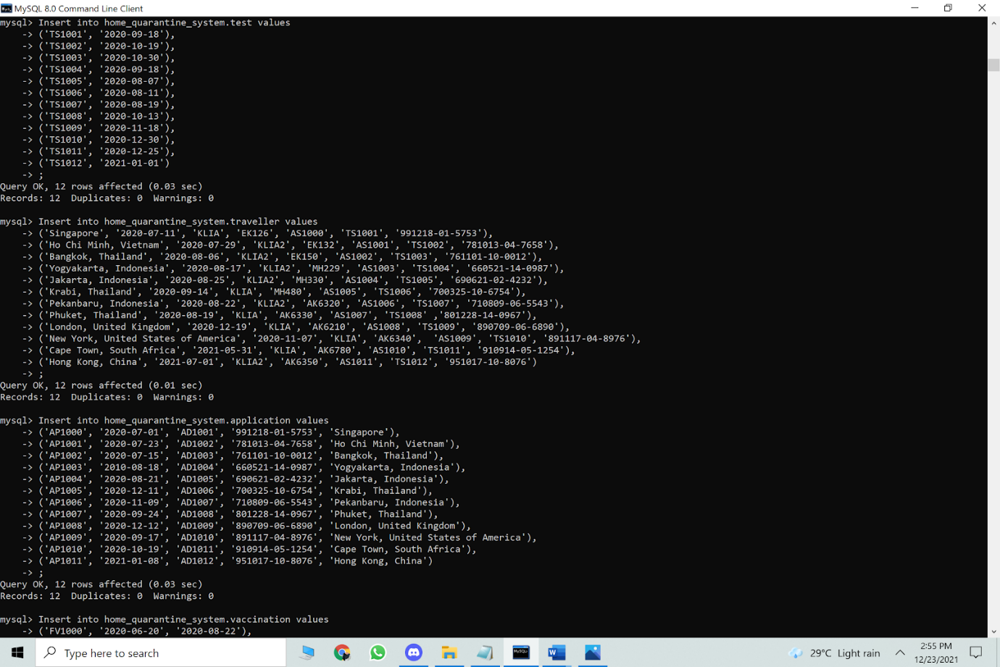 MySQL 8.0 Command Line Client
mysql> Insert into home_quarantine_system.test values
    -> ('TS1001', '2020-09-18'),
    -> ('TS1002', '2020-10-19'),
    -> ('TS1003', '2020-10-30'),
    -> ('TS1004', '2020-09-18'),
    -> ('TS1005', '2020-08-07'),
    -> ('TS1006', '2020-08-11'),
    -> ('TS1007', '2020-08-19'),
    -> ('TS1008', '2020-10-13'),
    -> ('TS1009', '2020-11-18'),
    -> ('TS1010', '2020-12-30'),
    -> ('TS1011', '2020-12-25'),
    -> ('TS1012', '2021-01-01')
    -> ;
Query OK, 12 rows affected (0.03 sec)
Records: 12  Duplicates: 0  Warnings: 0
mysql> Insert into home_quarantine_system.traveller values
    -> ('Singapore', '2020-07-11', 'KLIA', 'EK126', 'AS1000', 'TS1001', '991218-01-5753'),
    -> ('Ho Chi Minh, Vietnam', '2020-07-29', 'KLIA2', 'EK132', 'AS1001', 'TS1002', '781013-04-7658'),
    -> ('Bangkok, Thailand', '2020-08-06', 'KLIA2', 'EK150', 'AS1002', 'TS1003', '761101-10-0012'),
    -> ('Yogyakarta, Indonesia', '2020-08-17', 'KLIA2', 'MH229', 'AS1003', 'TS1004', '660521-14-0987'),
    -> ('Jakarta, Indonesia', '2020-08-25', 'KLIA2', 'MH330', 'AS1004', 'TS1005', '690621-02-4232'),
    -> ('Krabi, Thailand', '2020-09-14', 'KLIA', 'MH480', 'AS1005', 'TS1006', '700325-10-6754'),
    -> ('Pekanbaru, Indonesia', '2020-08-22', 'KLIA2', 'AK6320', 'AS1006', 'TS1007', '710809-06-5543'),
    -> ('Phuket, Thailand', '2020-08-19', 'KLIA', 'AK6330', 'AS1007', 'TS1008' ,'801228-14-0967'),
    -> ('London, United Kingdom', '2020-12-19', 'KLIA', 'AK6210', 'AS1008', 'TS1009', '890709-06-6890'),
    -> ('New York, United States of America', '2020-11-07', 'KLIA', 'AK6340',  'AS1009', 'TS1010', '891117-04-8976'),
    -> ('Cape Town, South Africa', '2021-05-31', 'KLIA', 'AK6780', 'AS1010', 'TS1011', '910914-05-1254'),
    -> ('Hong Kong, China', '2021-07-01', 'KLIA2', 'AK6350', 'AS1011', 'TS1012', '951017-10-8076')
    -> ;
Query OK, 12 rows affected (0.01 sec)
Records: 12  Duplicates: 0  Warnings: 0
mysql> Insert into home_quarantine_system.application values
    -> ('AP1000', '2020-07-01', 'AD1001', '991218-01-5753', 'Singapore'),
    -> ('AP1001', '2020-07-23', 'AD1002', '781013-04-7658', 'Ho Chi Minh, Vietnam'),
    -> ('AP1002', '2020-07-15', 'AD1003', '761101-10-0012', 'Bangkok, Thailand'),
    -> ('AP1003', '2010-08-18', 'AD1004', '660521-14-0987', 'Yogyakarta, Indonesia'),
    -> ('AP1004', '2020-08-21', 'AD1005', '690621-02-4232', 'Jakarta, Indonesia'),
    -> ('AP1005', '2020-12-11', 'AD1006', '700325-10-6754', 'Krabi, Thailand'),
    -> ('AP1006', '2020-11-09', 'AD1007', '710809-06-5543', 'Pekanbaru, Indonesia'),
    -> ('AP1007', '2020-09-24', 'AD1008', '801228-14-0967', 'Phuket, Thailand'),
    -> ('AP1008', '2020-12-12', 'AD1009', '890709-06-6890', 'London, United Kingdom'),
    -> ('AP1009', '2020-09-17', 'AD1010', '891117-04-8976', 'New York, United States of America'),
    -> ('AP1010', '2020-10-19', 'AD1011', '910914-05-1254', 'Cape Town, South Africa'),
    -> ('AP1011', '2021-01-08', 'AD1012', '951017-10-8076', 'Hong Kong, China')
    -> ;
Query OK, 12 rows affected (0.03 sec)
Records: 12  Duplicates: 0  Warnings: 0
mysql> Insert into home_quarantine_system.vaccination values
    -> ('FV1000', '2020-06-20', '2020-08-22'),
Type here to search
29°C Light rain
2:55 PM
12/23/2021